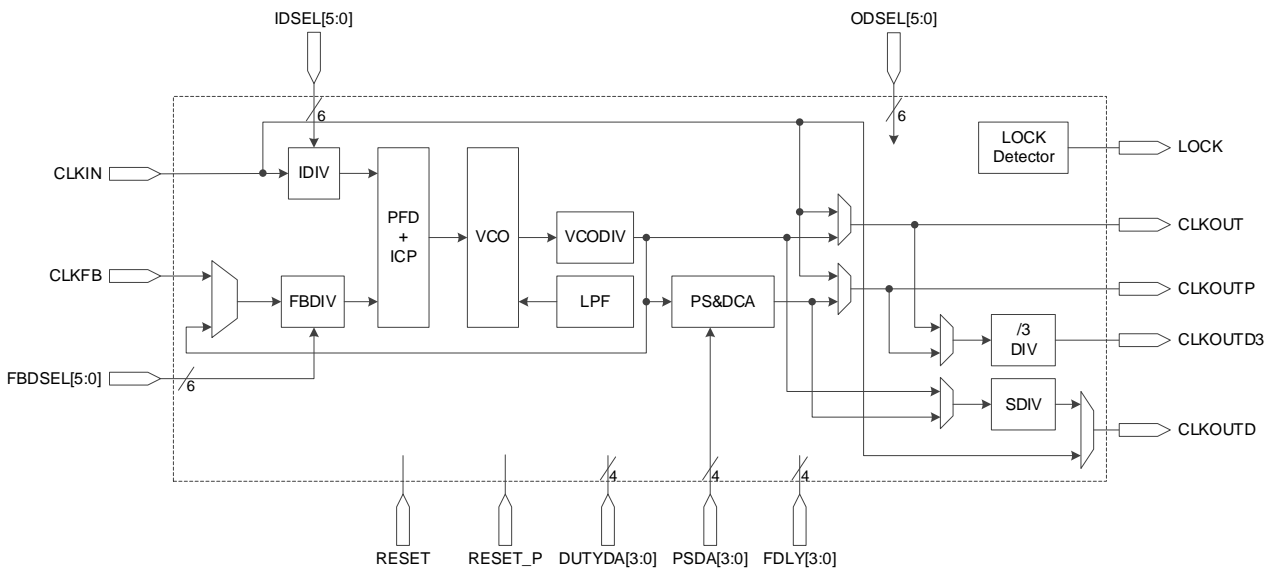 IDSEL[5:0]
ODSEL[5:0]
6
6
CLKIN
IDIV
LOCK
Detector
LOCK
PFD
+
ICP
VCO
VCODIV
CLKOUT
CLKFB
FBDIV
LPF
PS&DCA
CLKOUTP
/3
DIV
CLKOUTD3
FBDSEL[5:0]
6
SDIV
CLKOUTD
4
4
4
RESET
RESET_P
DUTYDA[3:0]
PSDA[3:0]
FDLY[3:0]